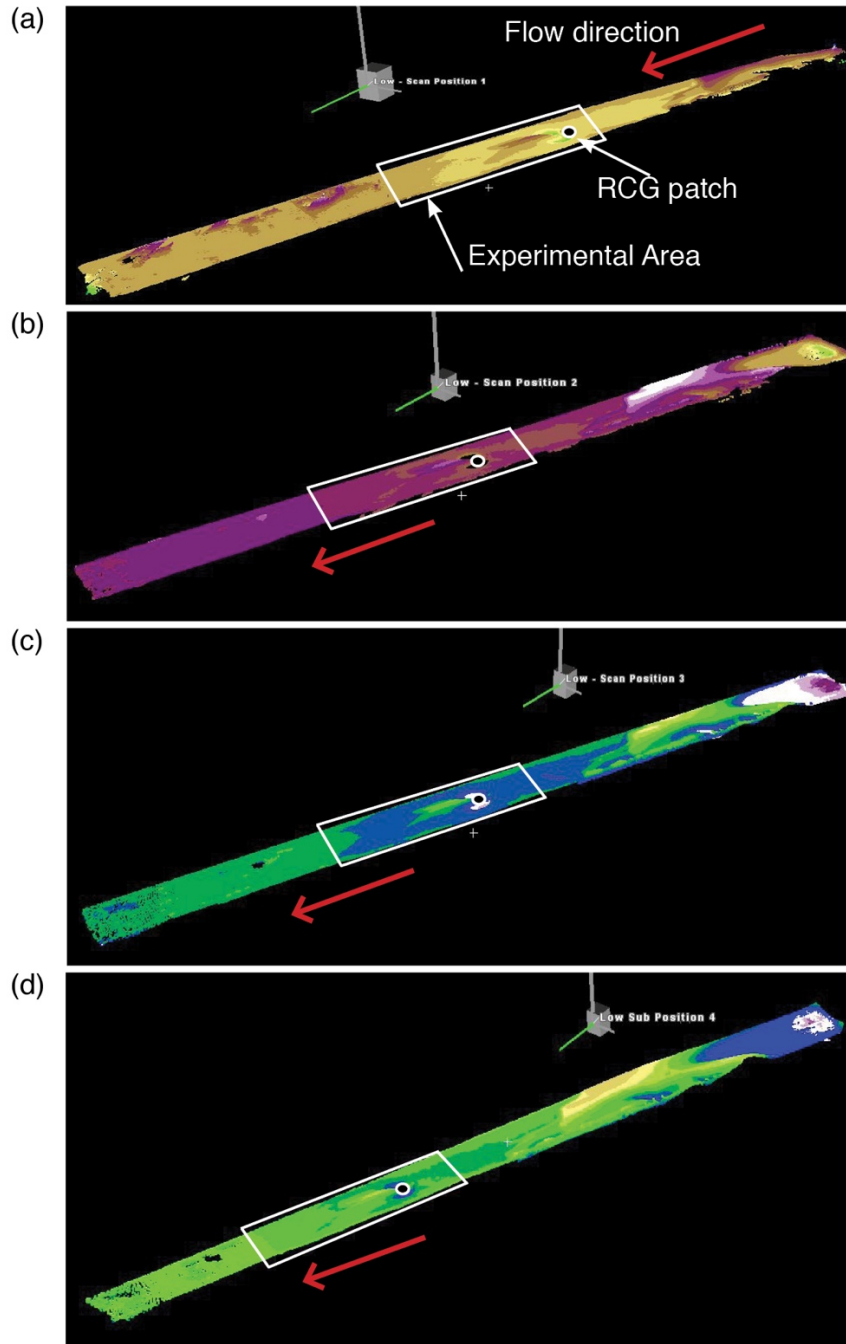 (a)
Flow direction
Low - Scan Position 1
RCG patch
Experimental Area
(b)
Low - Scan Position 2
(c)
Low - Scan Position 3
(d)
Low Sub Position 4